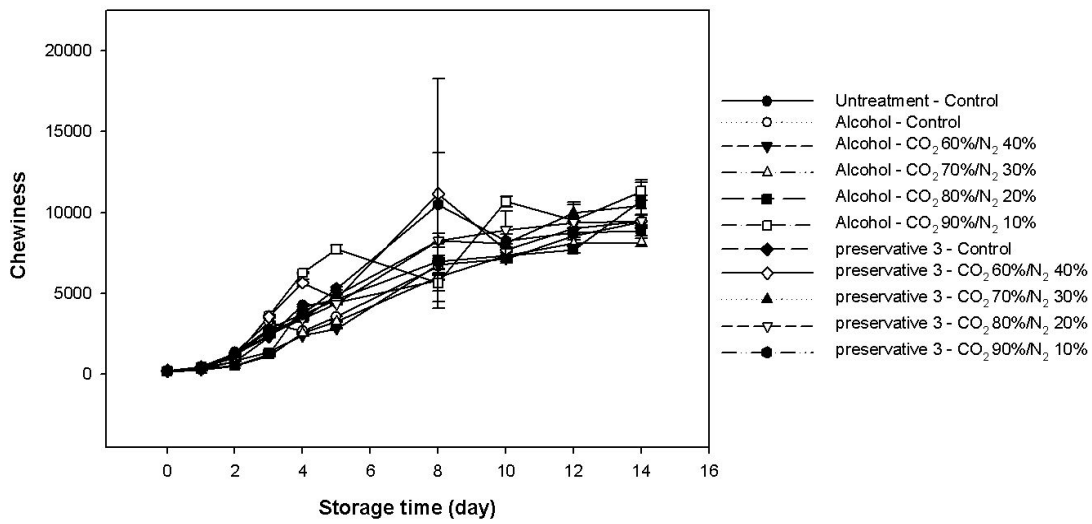 20000
15000
10000
5000
0
Chewiness
0 2 4 6 8 10 12 14 16
Storage time (day)
Untreatment - Control
Alcohol - Control
Alcohol - CO₂ 60%/N₂ 40%
Alcohol - CO₂ 70%/N₂ 30%
Alcohol - CO₂ 80%/N₂ 20%
Alcohol - CO₂ 90%/N₂ 10%
preservative 3 - Control
preservative 3 - CO₂ 60%/N₂ 40%
preservative 3 - CO₂ 70%/N₂ 30%
preservative 3 - CO₂ 80%/N₂ 20%
preservative 3 - CO₂ 90%/N₂ 10%